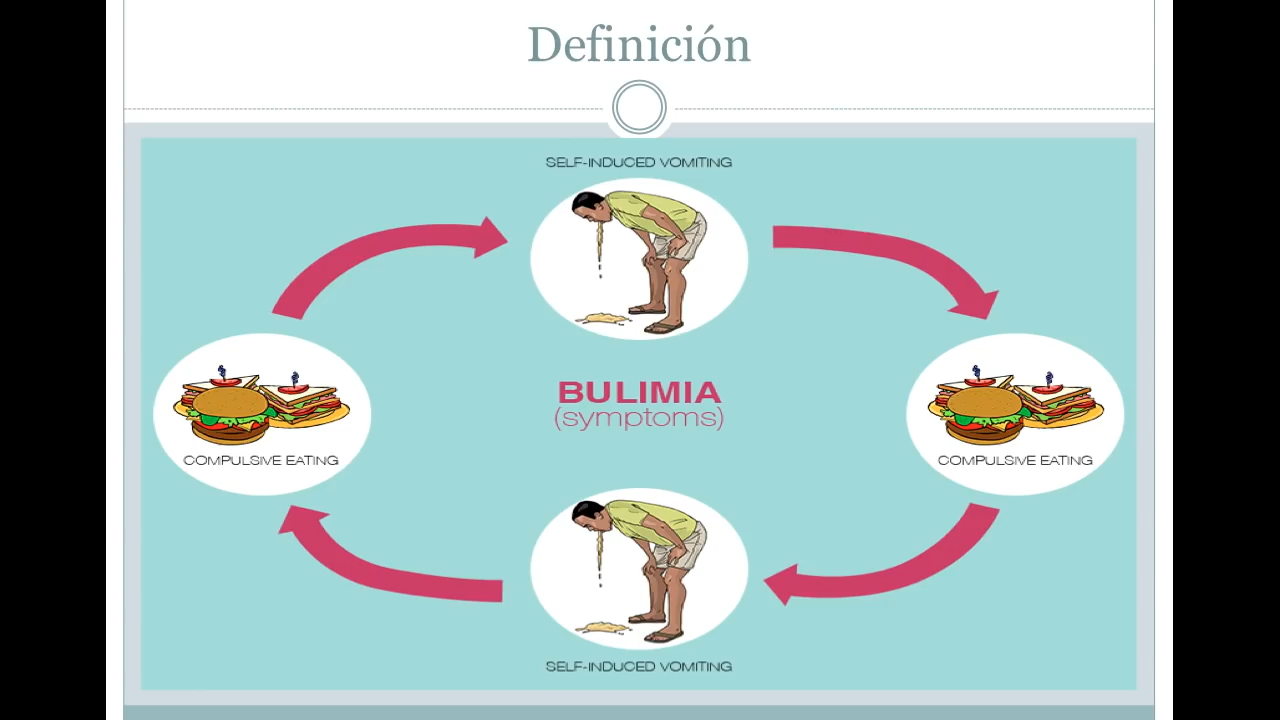 Definición
SELF-INDUCED VOMITING
BULIMIA
(symptoms)
COMPULSIVE EATING
COMPULSIVE EATING
SELF-INDUCED VOMITING